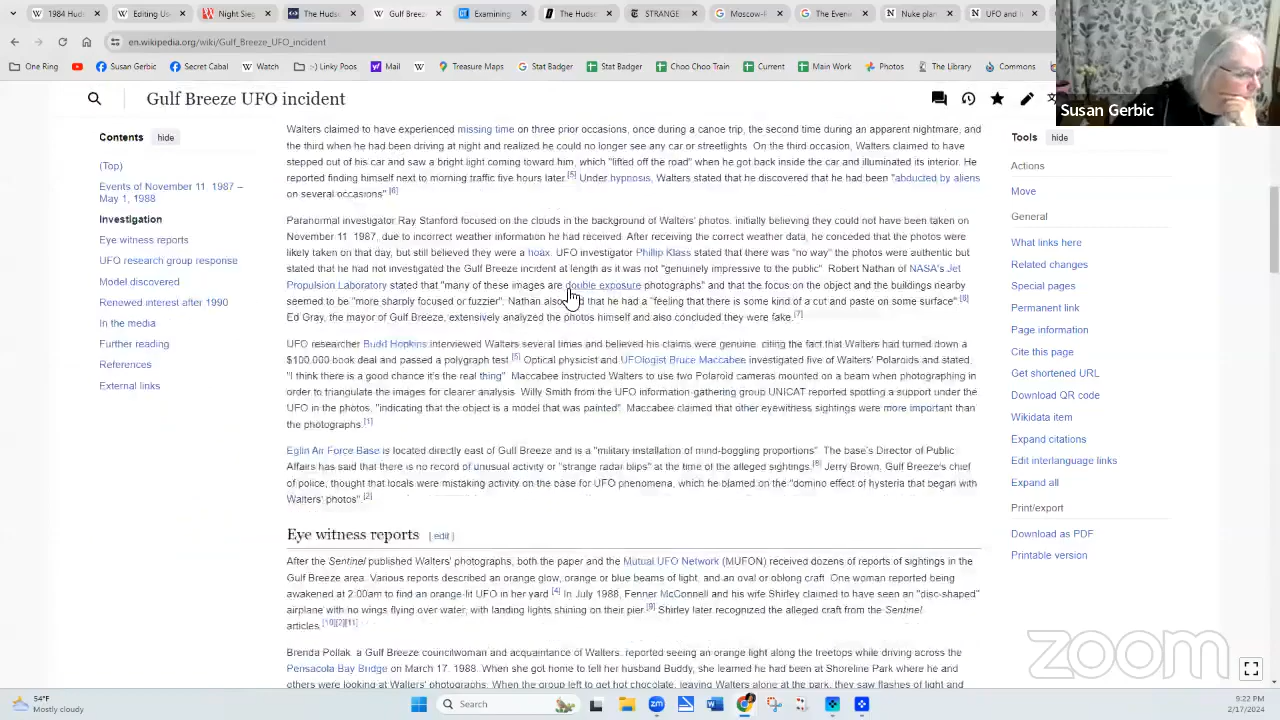 1984 Hud
Editing Us
Night Sieg
The Hudso
Gulf Breez
Examining
The Hudso
STRANGE
Moscow-P
The Even
Nuke plan
UFO and l
en.wikipedia.org/wiki/Gulf_Breeze_UFO_incident
One Ring
Susan Gerbic
Secret Cabal
Watch
:-) Linky Poo
Mail
Treasure Maps
Stat Badger
Stat Badger
Choo Choo Train
Current
Main Work
Photos
The Library
Commons
Susan Gerbic
Gulf Breeze UFO incident
Contents hide
(Top)
Events of November 11, 1987 –
May 1, 1988
Investigation
Eye witness reports
UFO research group response
Model discovered
Renewed interest after 1990
In the media
Further reading
References
External links
Walters claimed to have experienced missing time on three prior occasions, once during a canoe trip, the second time during an apparent nightmare, and
the third when he had been driving at night and realized he could no longer see any car or streetlights. On the third occasion, Walters claimed to have
stepped out of his car and saw a bright light coming toward him, which "lifted off the road" when he got back inside the car and illuminated its interior. He
reported finding himself next to morning traffic five hours later.[5] Under hypnosis, Walters stated that he discovered that he had been "abducted by aliens
on several occasions".[6]
Paranormal investigator Ray Stanford focused on the clouds in the background of Walters' photos, initially believing they could not have been taken on
November 11, 1987, due to incorrect weather information he had received. After receiving the correct weather data, he conceded that the photos were
likely taken on that day, but still believed they were a hoax. UFO investigator Phillip Klass stated that there was "no way" the photos were authentic but
stated that he had not investigated the Gulf Breeze incident at length as it was not "genuinely impressive to the public". Robert Nathan of NASA's Jet
Propulsion Laboratory stated that "many of these images are double exposure photographs" and that the focus on the object and the buildings nearby
seemed to be "more sharply focused or fuzzier". Nathan also that he had a "feeling that there is some kind of a cut and paste on some surface".
Ed Gray, the mayor of Gulf Breeze, extensively analyzed the photos himself and also concluded they were fake.[7]
UFO researcher Budd Hopkins interviewed Walters several times and believed his claims were genuine, citing the fact that Walters had turned down a
$100,000 book deal and passed a polygraph test.[5] Optical physicist and UFOlogist Bruce Maccabee investigated five of Walters' Polaroids and stated,
"I think there is a good chance it's the real thing". Maccabee instructed Walters to use two Polaroid cameras mounted on a beam when photographing in
order to triangulate the images for clearer analysis. Willy Smith from the UFO information-gathering group UNICAT reported spotting a support under the
UFO in the photos, "indicating that the object is a model that was painted". Maccabee claimed that other eyewitness sightings were more important than
the photographs.[1]
Eglin Air Force Base is located directly east of Gulf Breeze and is a "military installation of mind-boggling proportions". The base's Director of Public
Affairs has said that there is no record of unusual activity or "strange radar blips" at the time of the alleged sightings. Jerry Brown, Gulf Breeze's chief
of police, thought that locals were mistaking activity on the base for UFO phenomena, which he blamed on the "domino effect of hysteria that began with
Walters' photos".[2]
Eye witness reports [ edit ]
After the Sentinel published Walters' photographs, both the paper and the Mutual UFO Network (MUFON) received dozens of reports of sightings in the
Gulf Breeze area. Various reports described an orange glow, orange or blue beams of light, and an oval or oblong craft. One woman reported being
awakened at 2:00am to find an orange-lit UFO in her yard.[4] In July 1988, Fenner McConnell and his wife Shirley claimed to have seen an "disc-shaped"
airplane with no wings flying over water, with landing lights shining on their pier.[9] Shirley later recognized the alleged craft from the Sentinel
articles.[10][2][11]
Brenda Pollak, a Gulf Breeze councilwoman and acquaintance of Walters, reported seeing an orange light along the treetops while driving across the
Pensacola Bay Bridge on March 17, 1988. When she got home to tell her husband Buddy, she learned he had been at Shoreline Park where he and
others were looking at Walters' photographs. When the group left to get hot chocolate, leaving Walters alone at the park, they saw flashes of light and
Tools hide
Actions
Move
General
What links here
Related changes
Special pages
Permanent link
Page information
Cite this page
Get shortened URL
Download QR code
Wikidata item
Expand citations
Edit interlanguage links
Expand all
Print/export
Download as PDF
Printable version
zoom
54°F
Mostly cloudy
Search
9:22 PM
2/17/2024